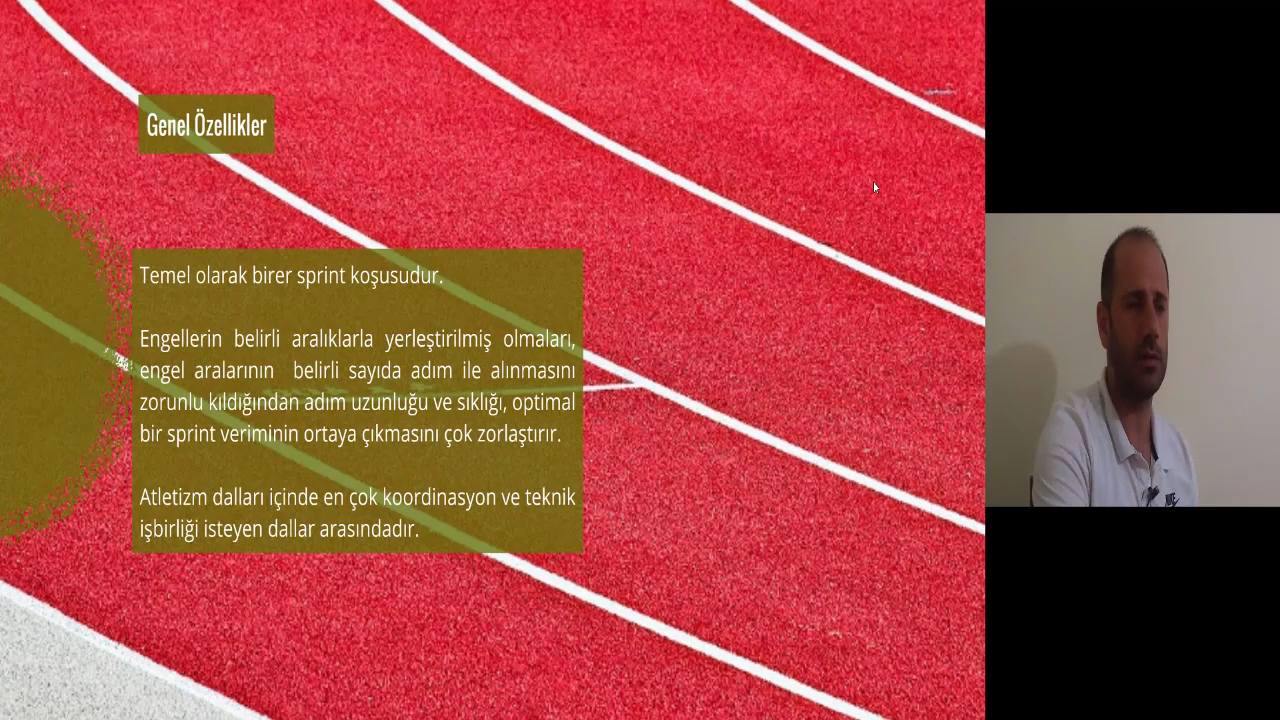 Genel Özellikler
Temel olarak birer sprint koşusudur.
Engellerin belirli aralıklarla yerleştirilmiş olmaları,
engel aralarının belirli sayıda adım ile alınmasını
zorunlu kıldığından adım uzunluğu ve sıklığı, optimal
bir sprint veriminin ortaya çıkmasını çok zorlaştırır.
Atletizm dalları içinde en çok koordinasyon ve teknik
işbirliği isteyen dallar arasındadır.
NIKE